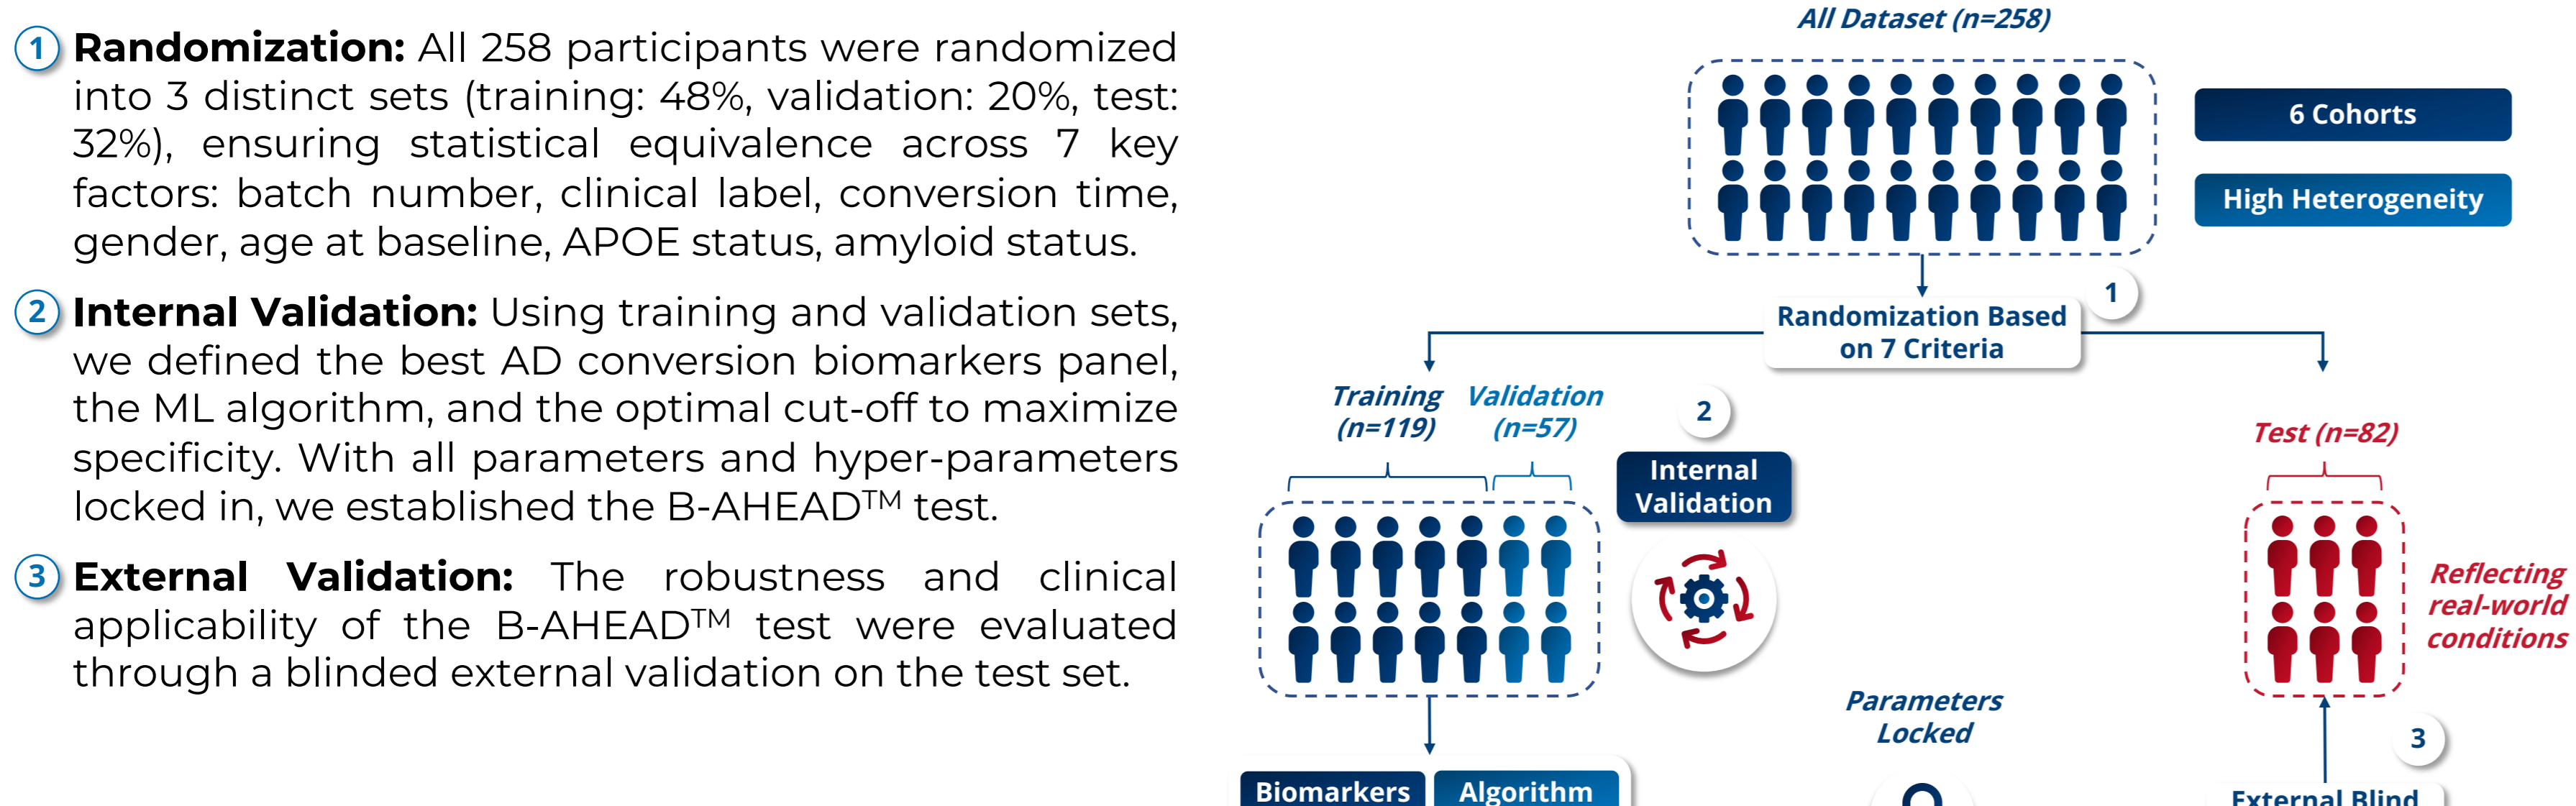 1 Randomization: All 258 participants were randomized
into 3 distinct sets (training: 48%, validation: 20%, test:
32%), ensuring statistical equivalence across 7 key
factors: batch number, clinical label, conversion time,
gender, age at baseline, APOE status, amyloid status.
2 Internal Validation: Using training and validation sets,
we defined the best AD conversion biomarkers panel,
the ML algorithm, and the optimal cut-off to maximize
specificity. With all parameters and hyper-parameters
locked in, we established the B-AHEAD™ test.
3 External Validation: The robustness and clinical
applicability of the B-AHEAD™ test were evaluated
through a blinded external validation on the test set.
All Dataset (n=258)
6 Cohorts
High Heterogeneity
1
Randomization Based
on 7 Criteria
Training
(n=119)
Validation
(n=57)
2
Internal
Validation
Test (n=82)
Reflecting
real-world
conditions
Parameters
Locked
3
Biomarkers
Algorithm
External Blind